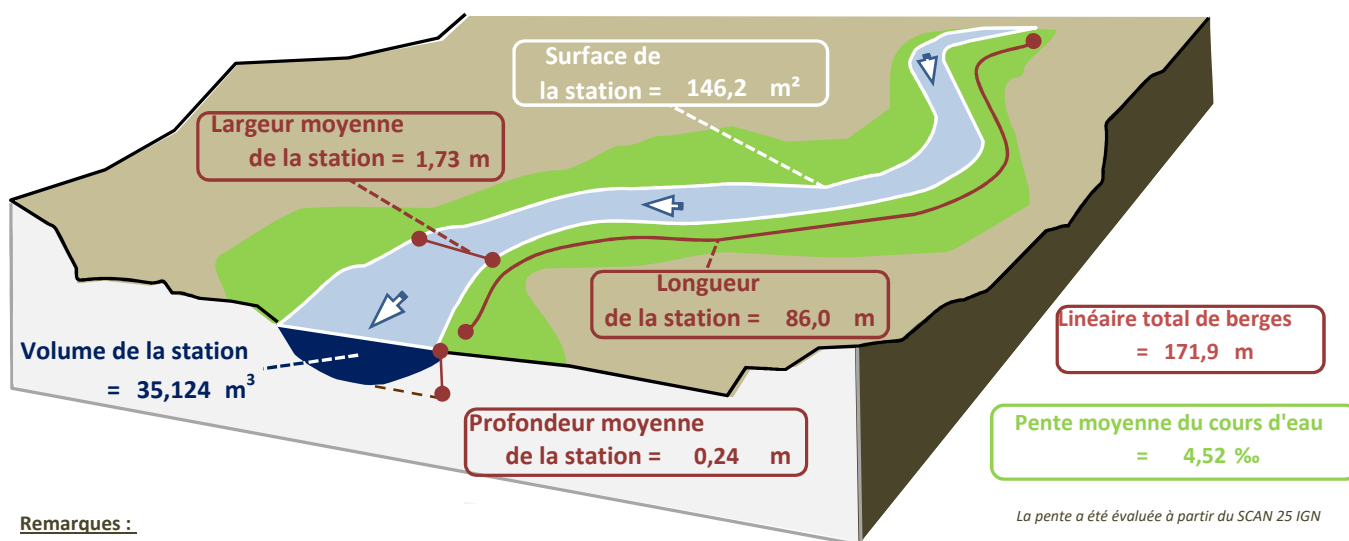 Surface de
la station = 146,2 m²
Largeur moyenne
de la station = 1,73 m
Longueur
de la station = 86,0 m
Linéaire total de berges
= 171,9 m
Volume de la station
= 35,124 m³
Profondeur moyenne
de la station = 0,24 m
Pente moyenne du cours d'eau
= 4,52 ‰
Remarques :
La pente a été évaluée à partir du SCAN 25 IGN